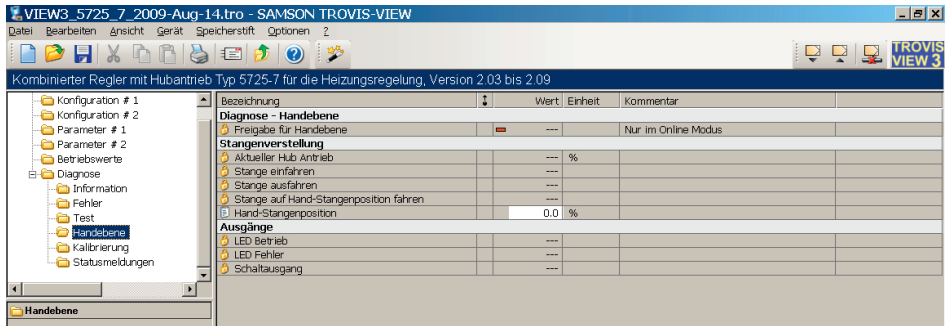 VIEW3_5725_7_2009-Aug-14.tro - SAMSON TROVIS-VIEW
Datei Bearbeiten Ansicht Gerät Speicherstift Optionen ?
TROVIS
VIEW 3
Kombinierter Regler mit Hubantrieb Typ 5725-7 für die Heizungsregelung, Version 2.03 bis 2.09
Konfiguration # 1
Konfiguration # 2
Parameter # 1
Parameter # 2
Betriebswerte
Diagnose
Information
Fehler
Test
Handebene
Kalibrierung
Statusmeldungen
Handebene
Bezeichnung Wert Einheit Kommentar
Diagnose - Handebene
Freigabe für Handebene --- Nur im Online Modus
Stangenverstellung
Aktueller Hub Antrieb --- %
Stange einfahren ---
Stange ausfahren ---
Stange auf Hand-Stangenposition fahren ---
Hand-Stangenposition 0.0 %
Ausgänge
LED Betrieb ---
LED Fehler ---
Schaltausgang ---